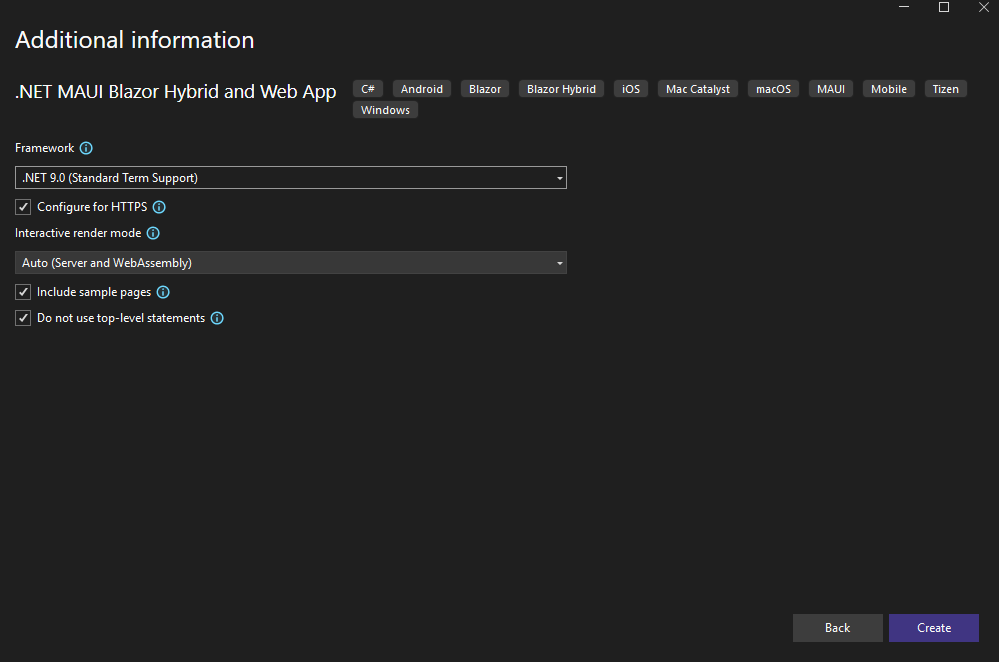 Additional information
.NET MAUI Blazor Hybrid and Web App
C# Android Blazor Blazor Hybrid iOS Mac Catalyst macOS MAUI Mobile Tizen
Windows
Framework
.NET 9.0 (Standard Term Support)
Configure for HTTPS
Interactive render mode
Auto (Server and WebAssembly)
Include sample pages
Do not use top-level statements
Back Create